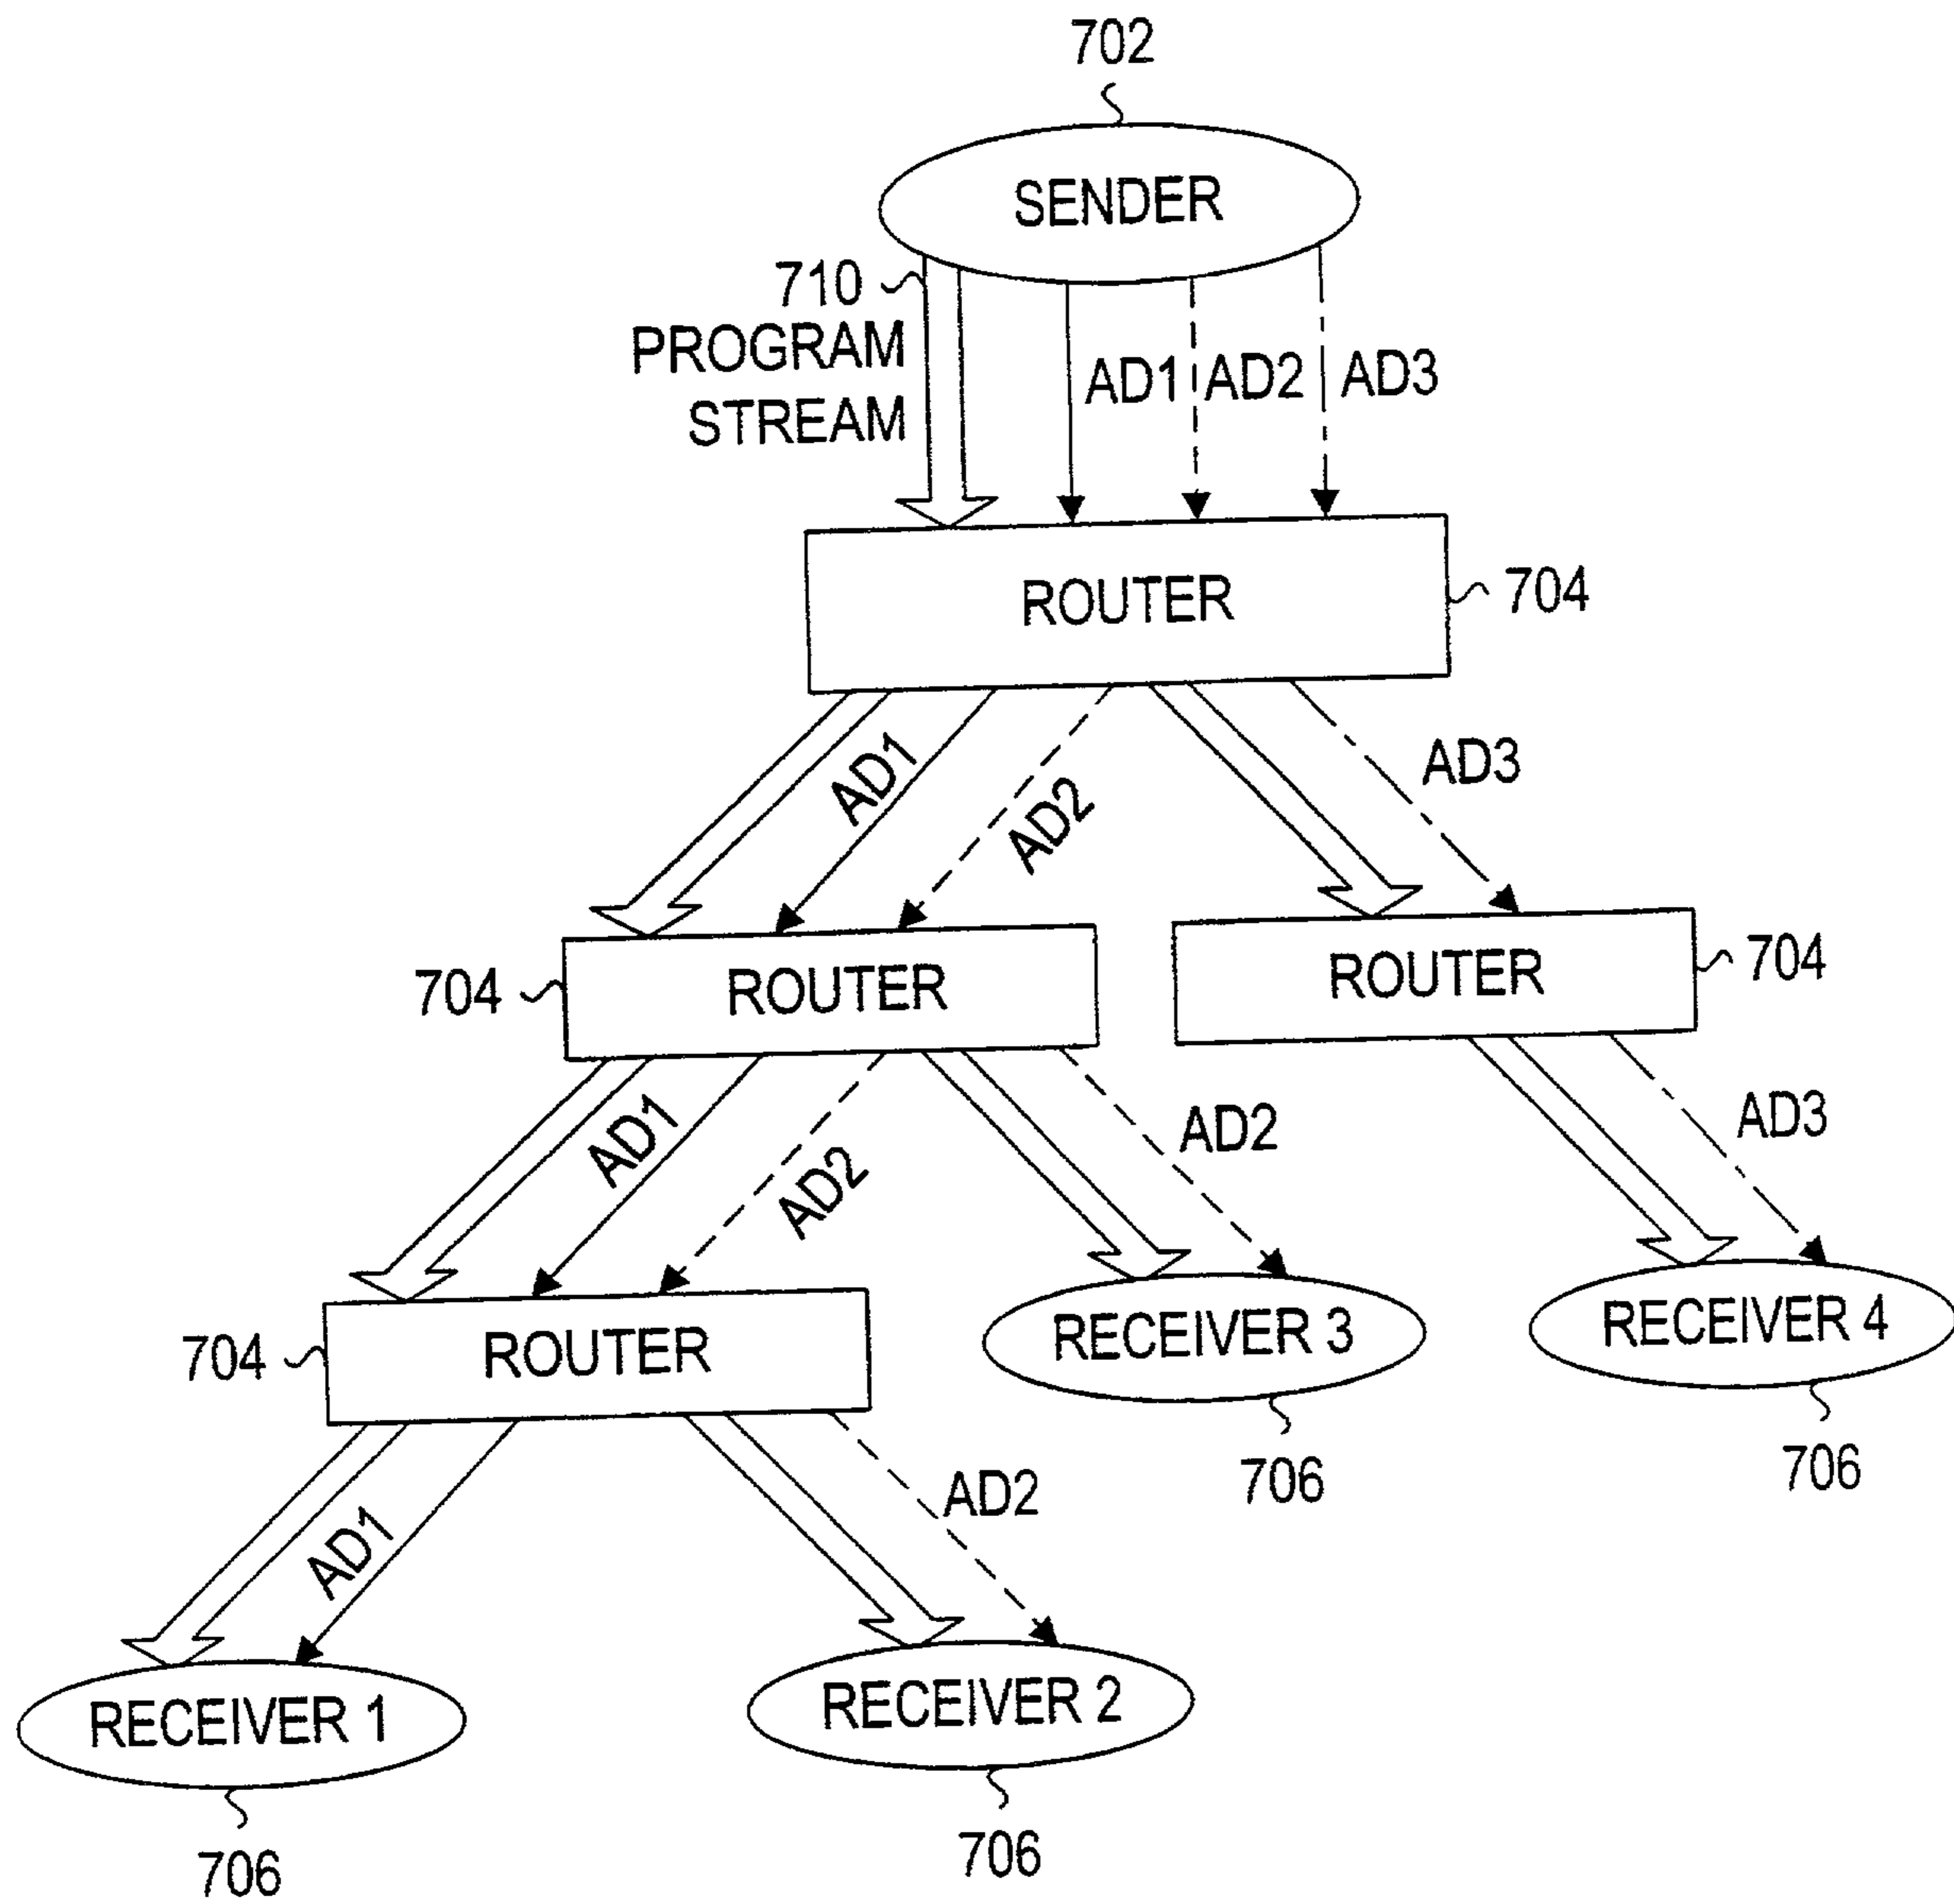 702
SENDER
710
PROGRAM
STREAM
AD1
AD2
AD3
ROUTER
704
AD1
AD2
AD3
704
ROUTER
ROUTER
704
AD1
AD2
AD2
AD3
704
ROUTER
RECEIVER 3
RECEIVER 4
706
706
AD1
AD2
RECEIVER 1
RECEIVER 2
706
706